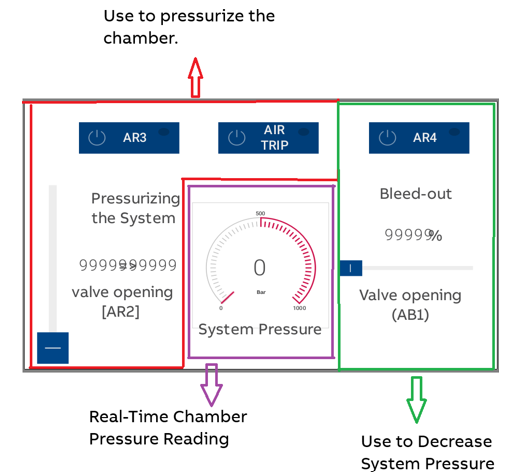 Use to pressurize the
chamber.
AR3
AIR
TRIP
AR4
Pressurizing
the System
valve opening
[AR2]
500
0
Bar
0
1000
System Pressure
Bleed-out
99999%
Valve opening
(AB1)
Real-Time Chamber
Pressure Reading
Use to Decrease
System Pressure